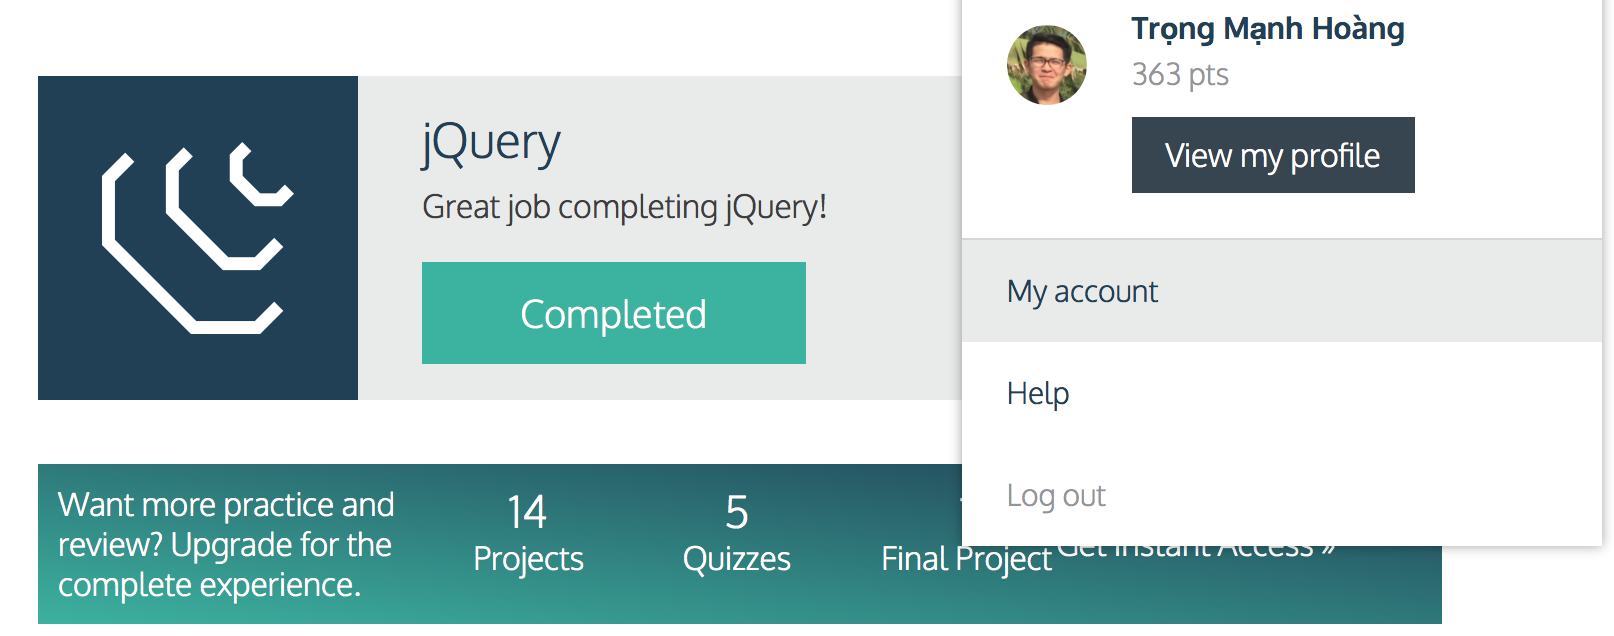 Trọng Mạnh Hoàng
363 pts
View my profile
My account
Help
Log out
jQuery
Great job completing jQuery!
Completed
Want more practice and
review? Upgrade for the
complete experience.
14
Projects
5
Quizzes
Final Project
Get Instant Access »